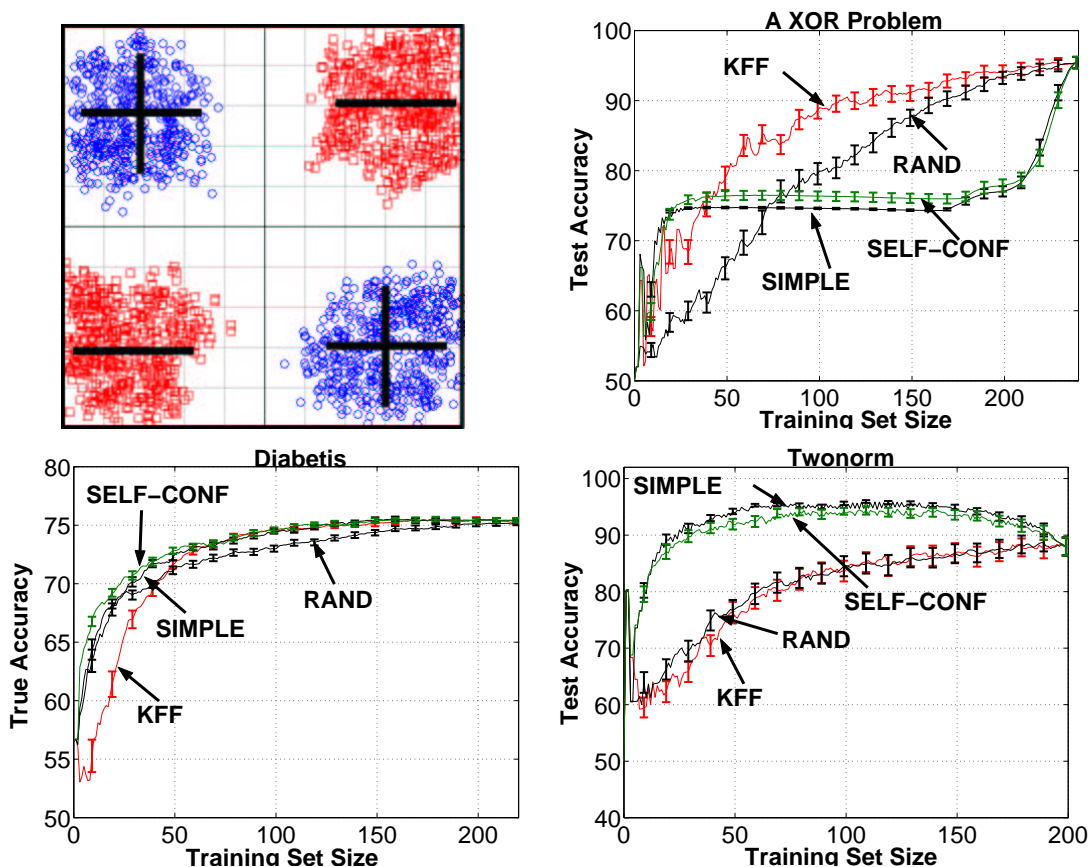 A XOR Problem
Test Accuracy
100
90
80
70
60
50
KFF
RAND
SELF-CONF
SIMPLE
0 50 100 150 200
Training Set Size
Diabetis
True Accuracy
80
75
70
65
60
55
50
SELF-CONF
RAND
SIMPLE
KFF
0 50 100 150 200
Training Set Size
Twonorm
Test Accuracy
100
90
80
70
60
50
40
SIMPLE
SELF-CONF
RAND
KFF
0 50 100 150 200
Training Set Size